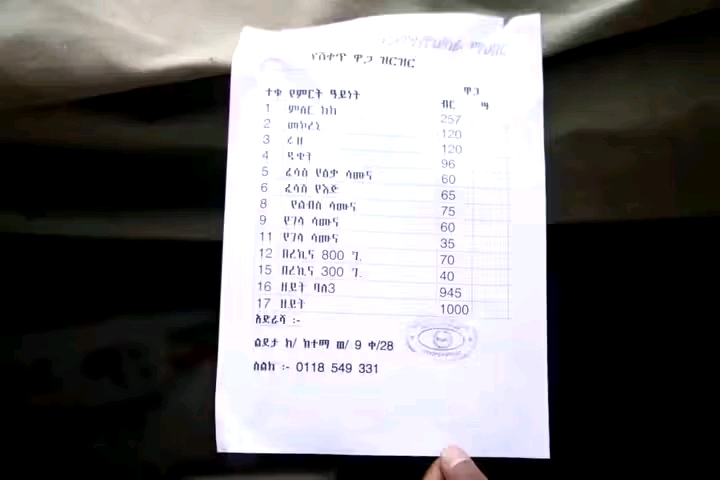 የሸቀጥ ዋጋ ዝርዝር
ተቁ የምርት ዓይነት ዋጋ
ብር ሣ
1 ምስር ክክ 257
2 መኮረኒ 120
3 ሩዝ 120
4 ዱቄት 96
5 ፈሳሽ የዕቃ ሳሙና 60
6 ፈሳሽ የእጅ 65
8 የልብስ ሳሙና 75
9 የገላ ሳሙና 60
11 የገላ ሳሙና 35
12 በረኪና 800 ግ. 70
15 በረኪና 300 ግ. 40
16 ዘይት ባለ3 945
17 ዘይት 1000
አድራሻ ፡-
ልደታ ክ/ ከተማ ወ/ 9 ቀ/28
ስልክ ፡- 0118 549 331